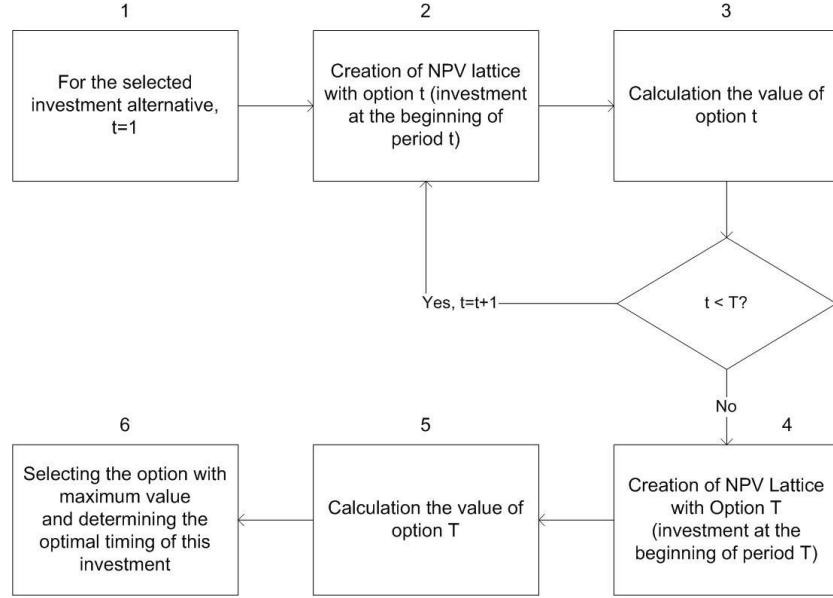 1
For the selected
investment alternative,
t=1
2
Creation of NPV lattice
with option t (investment
at the beginning of
period t)
3
Calculation the value of
option t
t < T?
Yes, t=t+1
No
4
Creation of NPV Lattice
with Option T
(investment at the
beginning of period T)
5
Calculation the value of
option T
6
Selecting the option with
maximum value
and determining the
optimal timing of this
investment